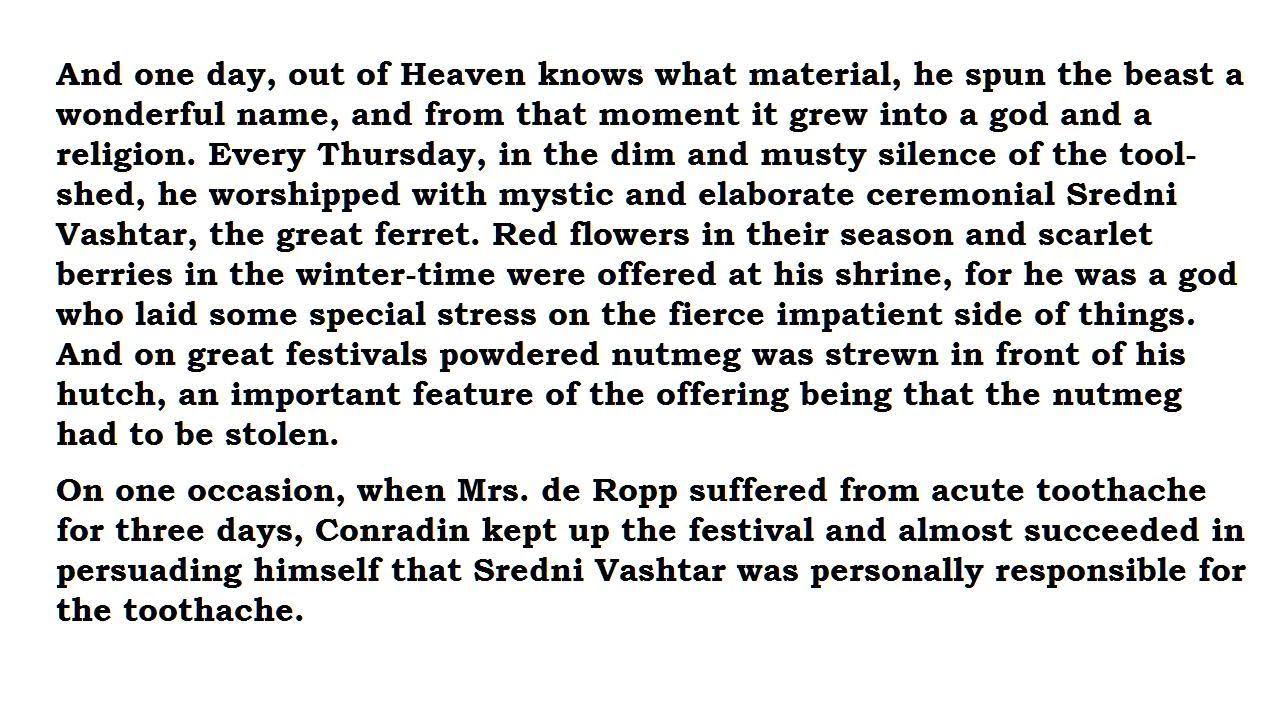 And one day, out of Heaven knows what material, he spun the beast a
wonderful name, and from that moment it grew into a god and a
religion. Every Thursday, in the dim and musty silence of the tool-
shed, he worshipped with mystic and elaborate ceremonial Sredni
Vashtar, the great ferret. Red flowers in their season and scarlet
berries in the winter-time were offered at his shrine, for he was a god
who laid some special stress on the fierce impatient side of things.
And on great festivals powdered nutmeg was strewn in front of his
hutch, an important feature of the offering being that the nutmeg
had to be stolen.
On one occasion, when Mrs. de Ropp suffered from acute toothache
for three days, Conradin kept up the festival and almost succeeded in
persuading himself that Sredni Vashtar was personally responsible for
the toothache.